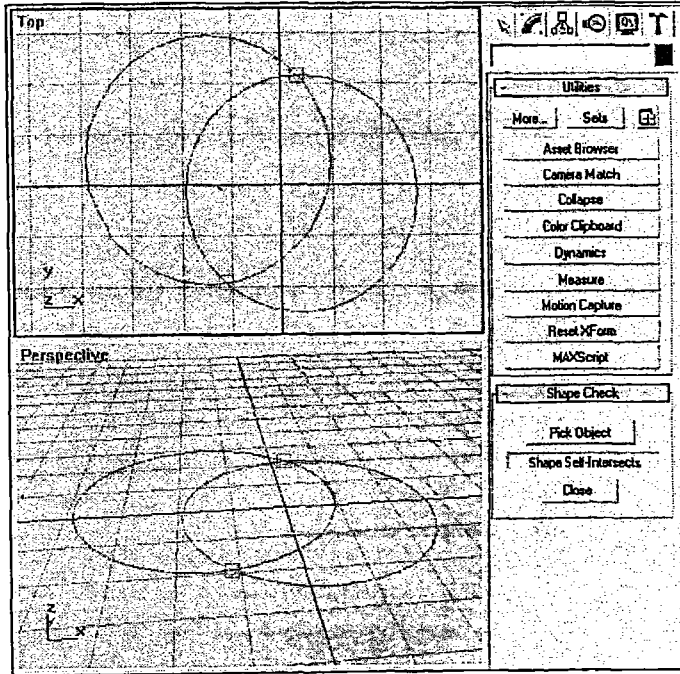 Top
y
z x
Perspective
z
x
Utilities
More... Sets
Asset Browser
Camera Match
Collapse
Color Clipboard
Dynamics
Measure
Motion Capture
Reset XForm
MAXScript
Shape Check
Pick Object
Shape Self-Intersects
Close